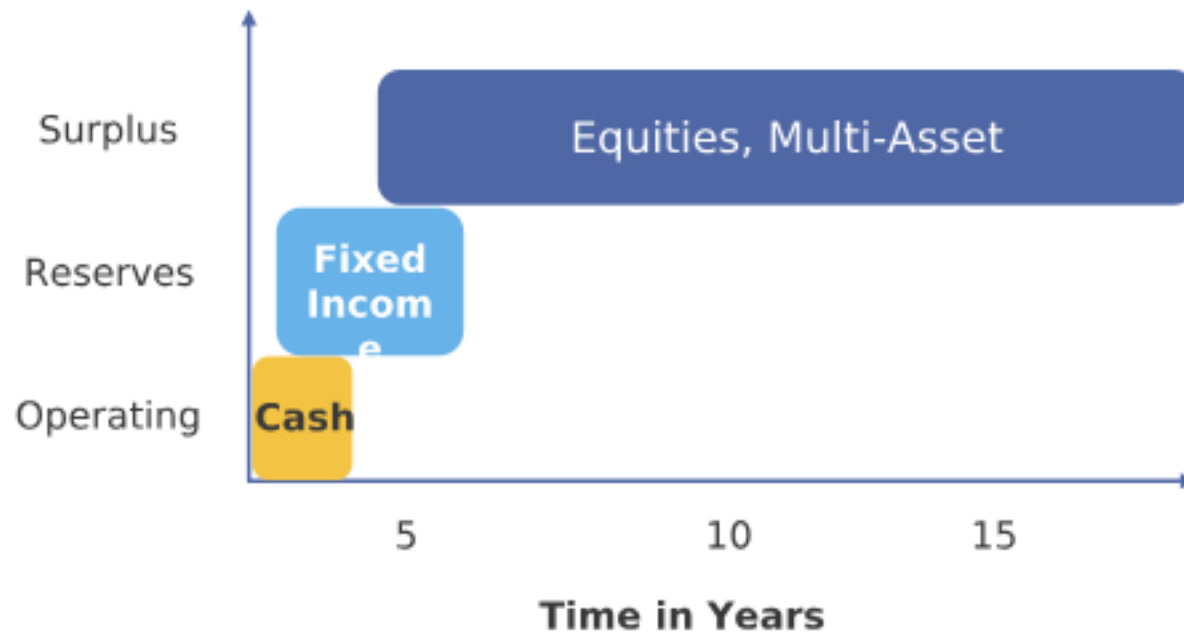 Surplus
Equities, Multi-Asset
Reserves
Fixed
Incom
e
Operating
Cash
5 10 15
Time in Years